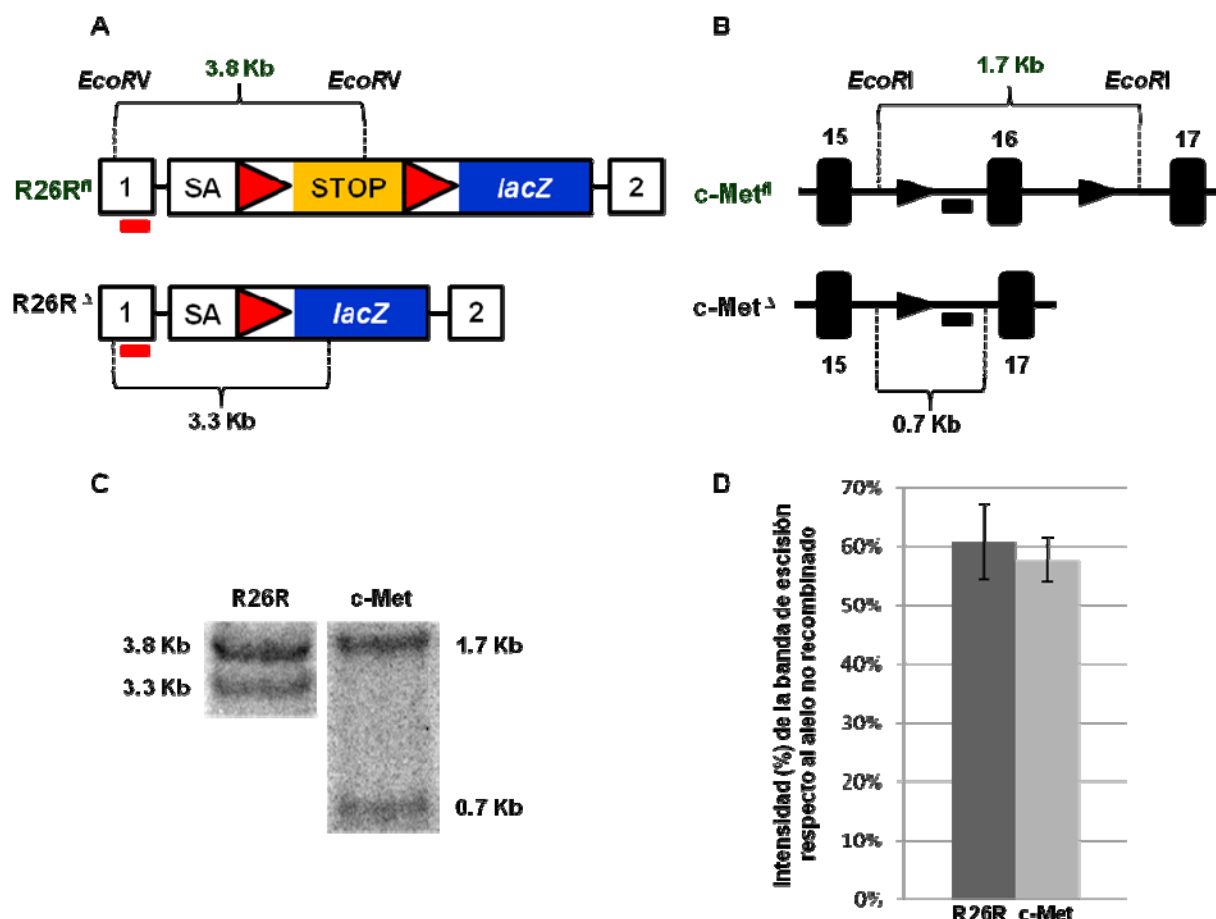 A
EcoRV
3.8 Kb
EcoRV
R26Rfl
1
SA
STOP
lacZ
2
R26RΔ
1
SA
lacZ
2
3.3 Kb
B
EcoRI
1.7 Kb
EcoRI
15
16
17
c-Metfl
c-MetΔ
15
17
0.7 Kb
C
R26R
c-Met
3.8 Kb
3.3 Kb
1.7 Kb
0.7 Kb
D
Intensidad (%) de la banda de escisión
respecto al alelo no recombinado
70%
60%
50%
40%
30%
20%
10%
0%
R26R
c-Met